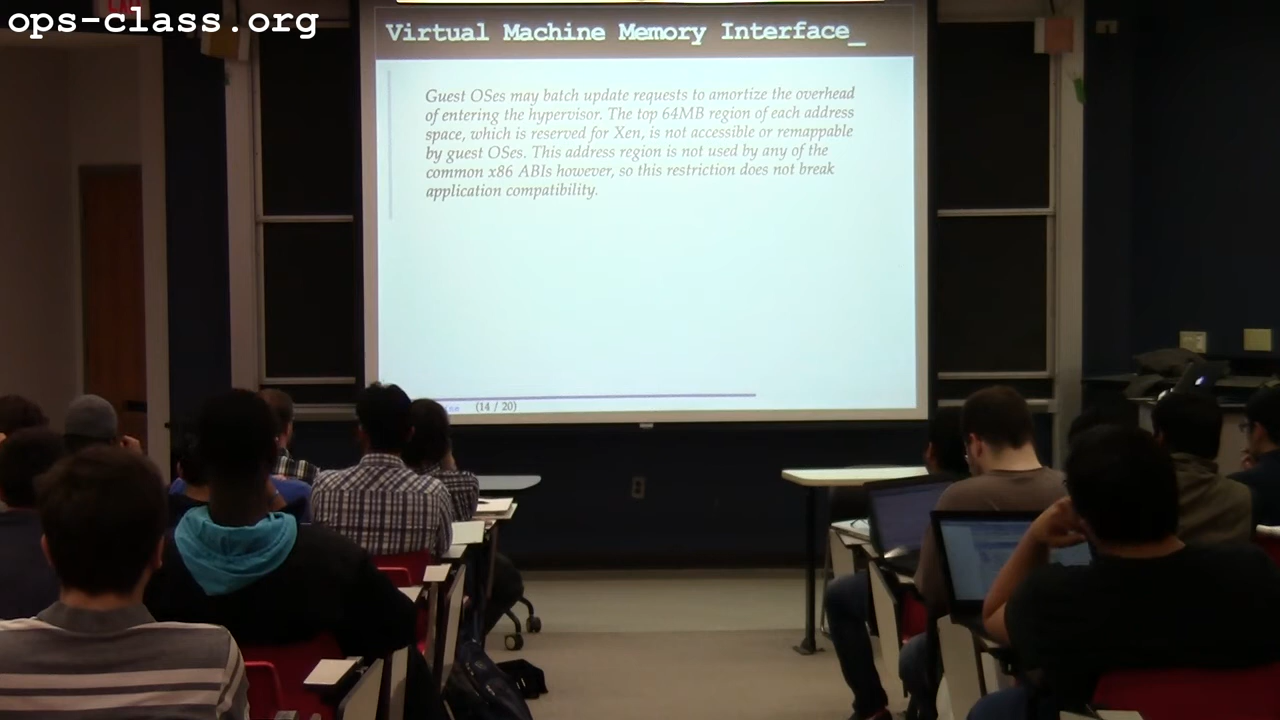 ops-class.org
Virtual Machine Memory Interface_
Guest OSes may batch update requests to amortize the overhead
of entering the hypervisor. The top 64MB region of each address
space, which is reserved for Xen, is not accessible or remappable
by guest OSes. This address region is not used by any of the
common x86 ABIs however, so this restriction does not break
application compatibility.
(14 / 20)